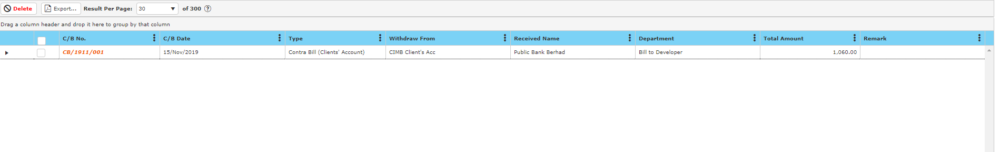 Delete Export... Result Per Page: 30 of 300 ?
Drag a column header and drop it here to group by that column
C/B No. C/B Date Type Withdraw From Received Name Department Total Amount Remark
CB/1911/001 15/Nov/2019 Contra Bill (Clients' Account) CIMB Client's Acc Public Bank Berhad Bill to Developer 1,060.00